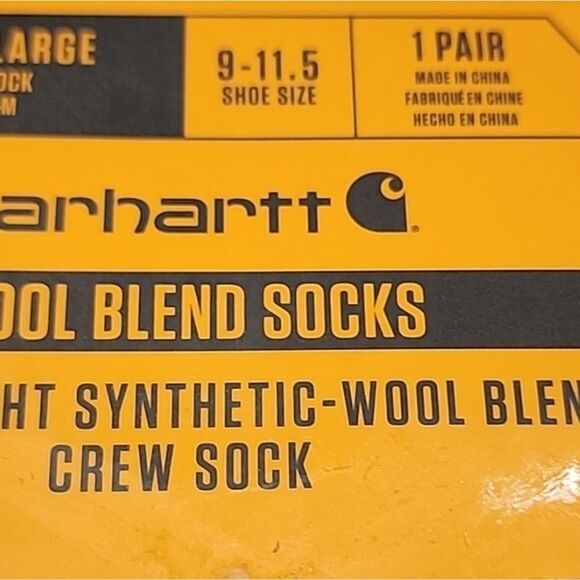 LARGE
OCK
-M
9-11.5
SHOE SIZE
1 PAIR
MADE IN CHINA
FABRIQUÉ EN CHINE
HECHO EN CHINA
arhartt
OOL BLEND SOCKS
HT SYNTHETIC-WOOL BLEN
CREW SOCK